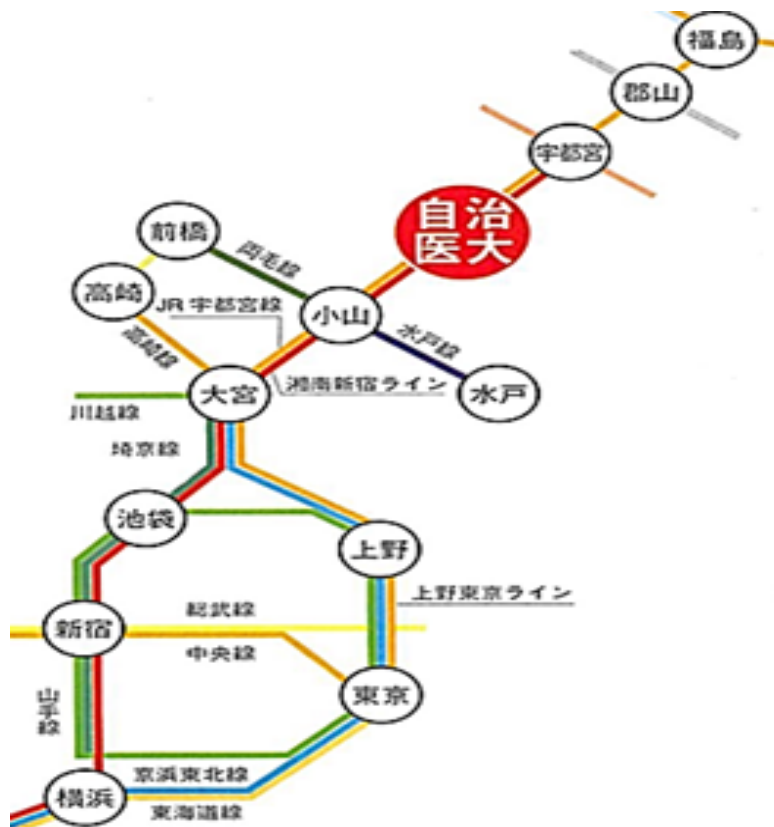 福島
郡山
宇都宮
自治
医大
前橋
両毛線
高崎
JR 宇都宮線
小山
水戸線
高崎線
湘南新宿ライン
大宮
水戸
川越線
埼京線
池袋
上野
上野東京ライン
総武線
新宿
中央線
山手線
東京
京浜東北線
横浜
東海道線